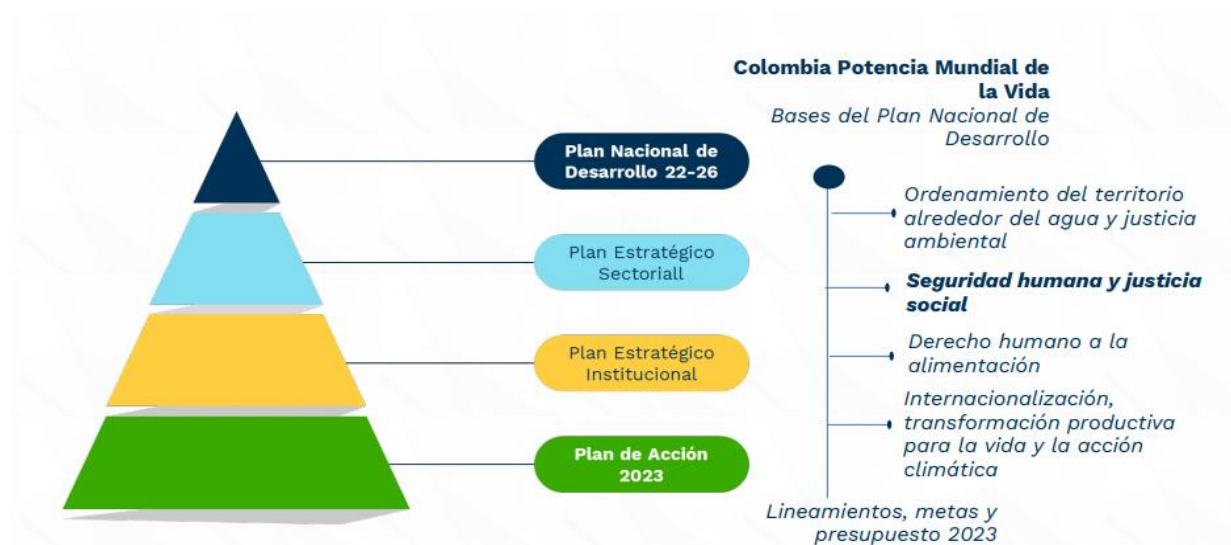 Plan Nacional de
Desarrollo 22-26
Plan Estratégico
Sectoriall
Plan Estratégico
Institucional
Plan de Acción
2023
Colombia Potencia Mundial de
la Vida
Bases del Plan Nacional de
Desarrollo
Ordenamiento del territorio
alrededor del agua y justicia
ambiental
Seguridad humana y justicia
social
Derecho humano a la
alimentación
Internacionalización,
transformación productiva
para la vida y la acción
climática
Lineamientos, metas y
presupuesto 2023